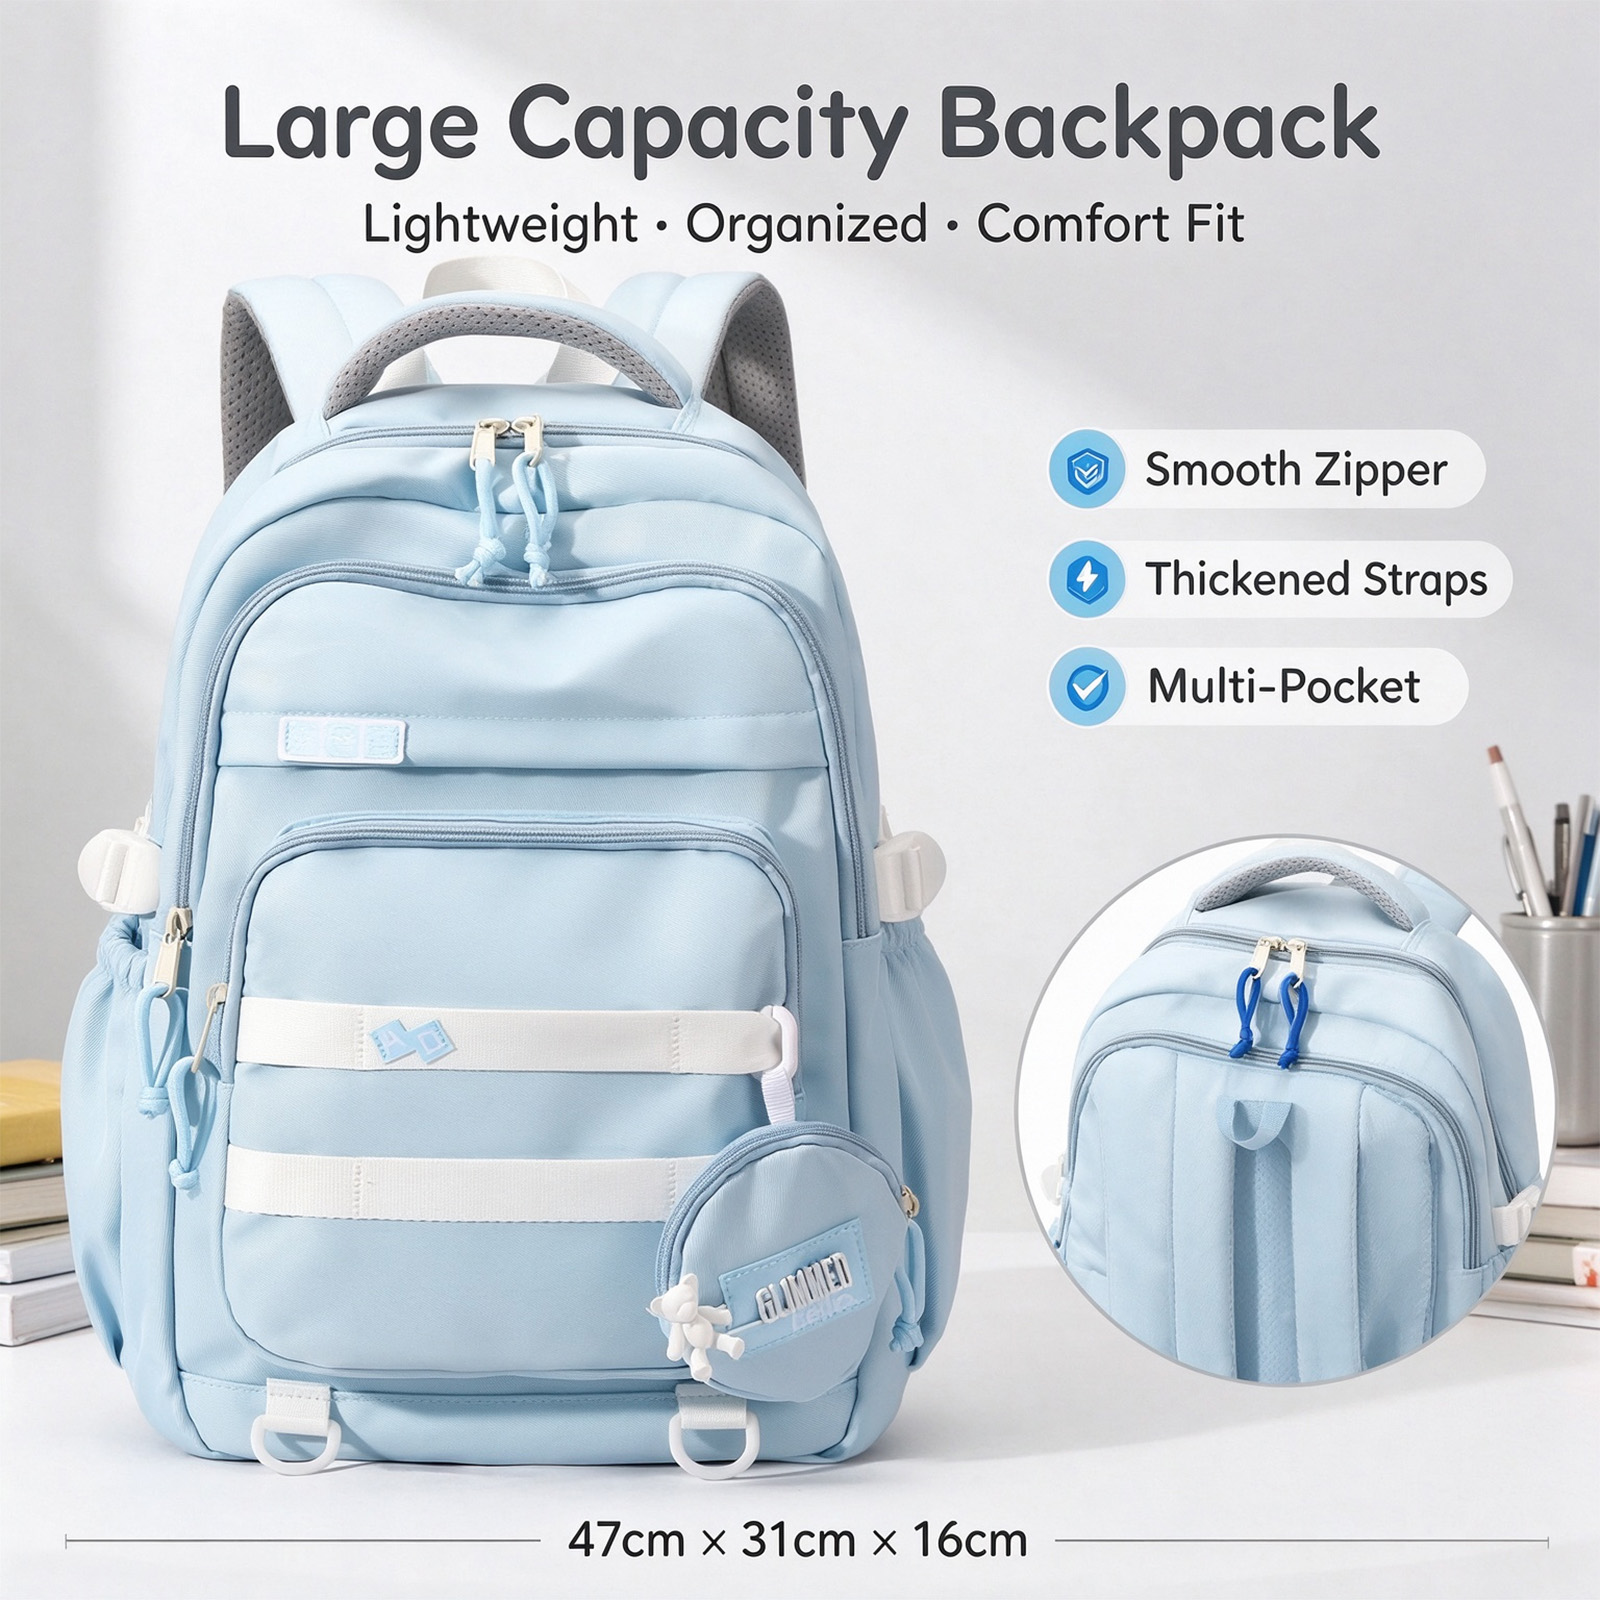 Large Capacity Backpack
Lightweight • Organized • Comfort Fit
Smooth Zipper
Thickened Straps
Multi-Pocket
GLIMMED
47cm × 31cm × 16cm